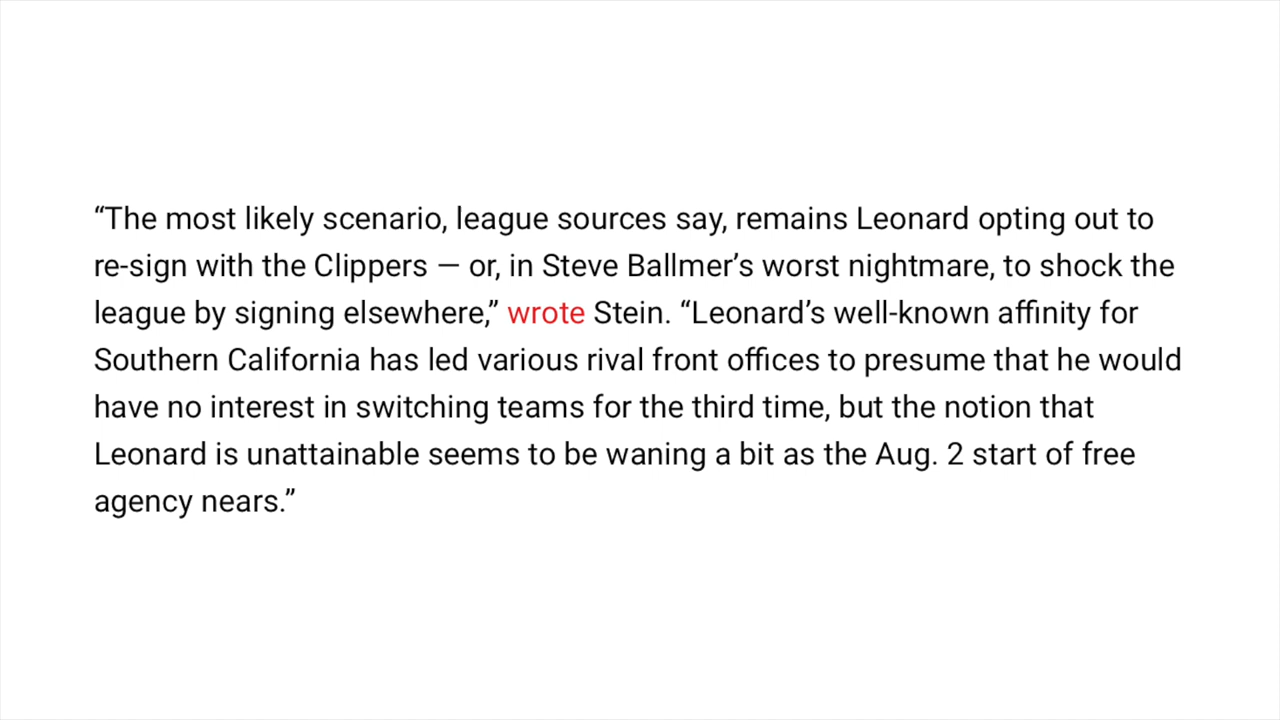 “The most likely scenario, league sources say, remains Leonard opting out to
re-sign with the Clippers — or, in Steve Ballmer’s worst nightmare, to shock the
league by signing elsewhere,” wrote Stein. “Leonard’s well-known affinity for
Southern California has led various rival front offices to presume that he would
have no interest in switching teams for the third time, but the notion that
Leonard is unattainable seems to be waning a bit as the Aug. 2 start of free
agency nears.”